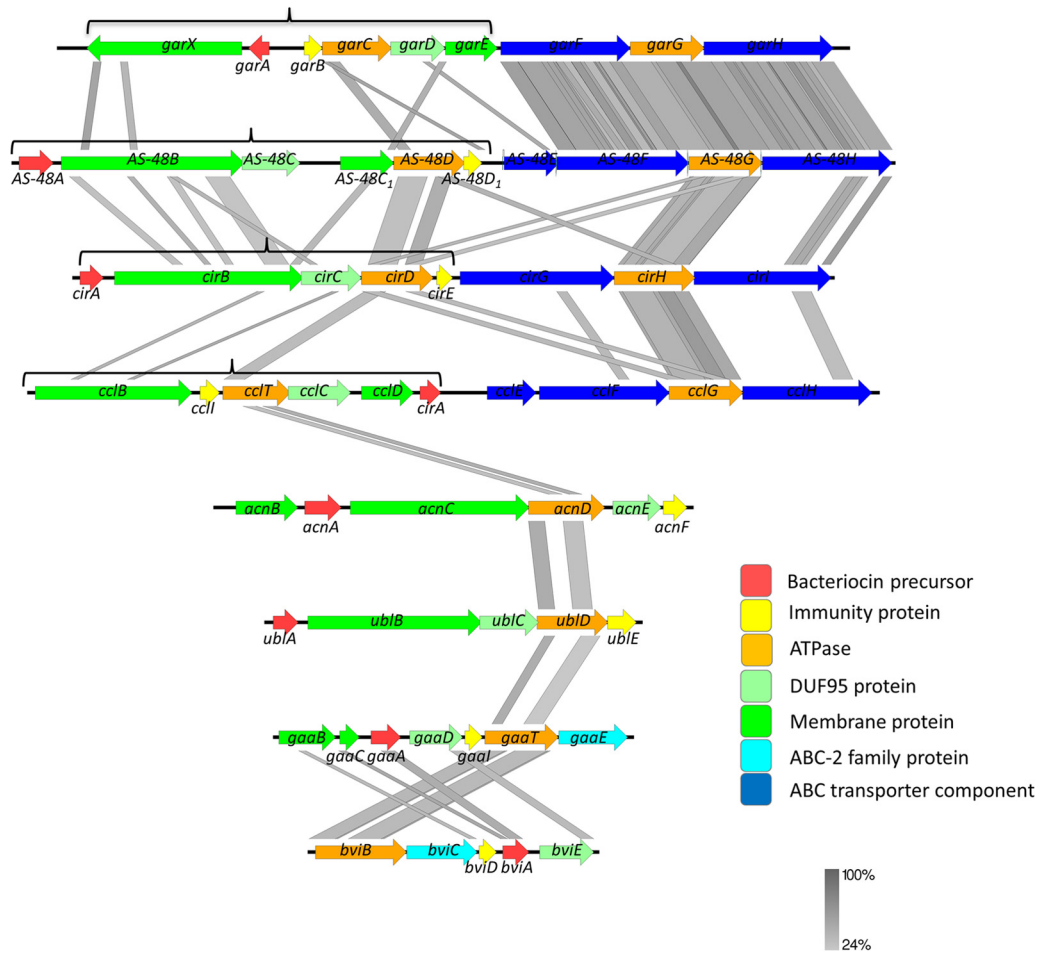 garX garC garD garE garF garG garH
garA garB
AS-48B AS-48C AS-48D AS-48E AS-48F AS-48G AS-48H
AS-48A AS-48C1 AS-48D1
cirB cirC cirD cirG cirH cirI
cirA cirE
cclB cclT cclC cclD cclE cclF cclG cclH
cclI cirA
acnB acnC acnD acnE
acnA acnF
ublB ublC ublD
ublA ublE
gaaB gaaD gaaT gaaE
gaaC gaaA gaaI
bviB bviC bviE
bviD bviA
Bacteriocin precursor
Immunity protein
ATPase
DUF95 protein
Membrane protein
ABC-2 family protein
ABC transporter component
100%
24%